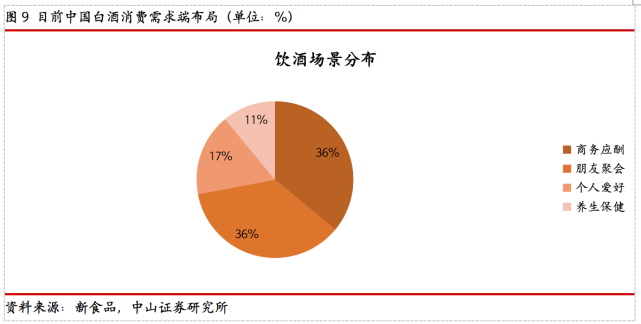 图 9 目前中国白酒消费需求端布局（单位：%）
饮酒场景分布
11%
36%
17%
36%
商务应酬
朋友聚会
个人爱好
养生保健
资料来源：新食品，中山证券研究所